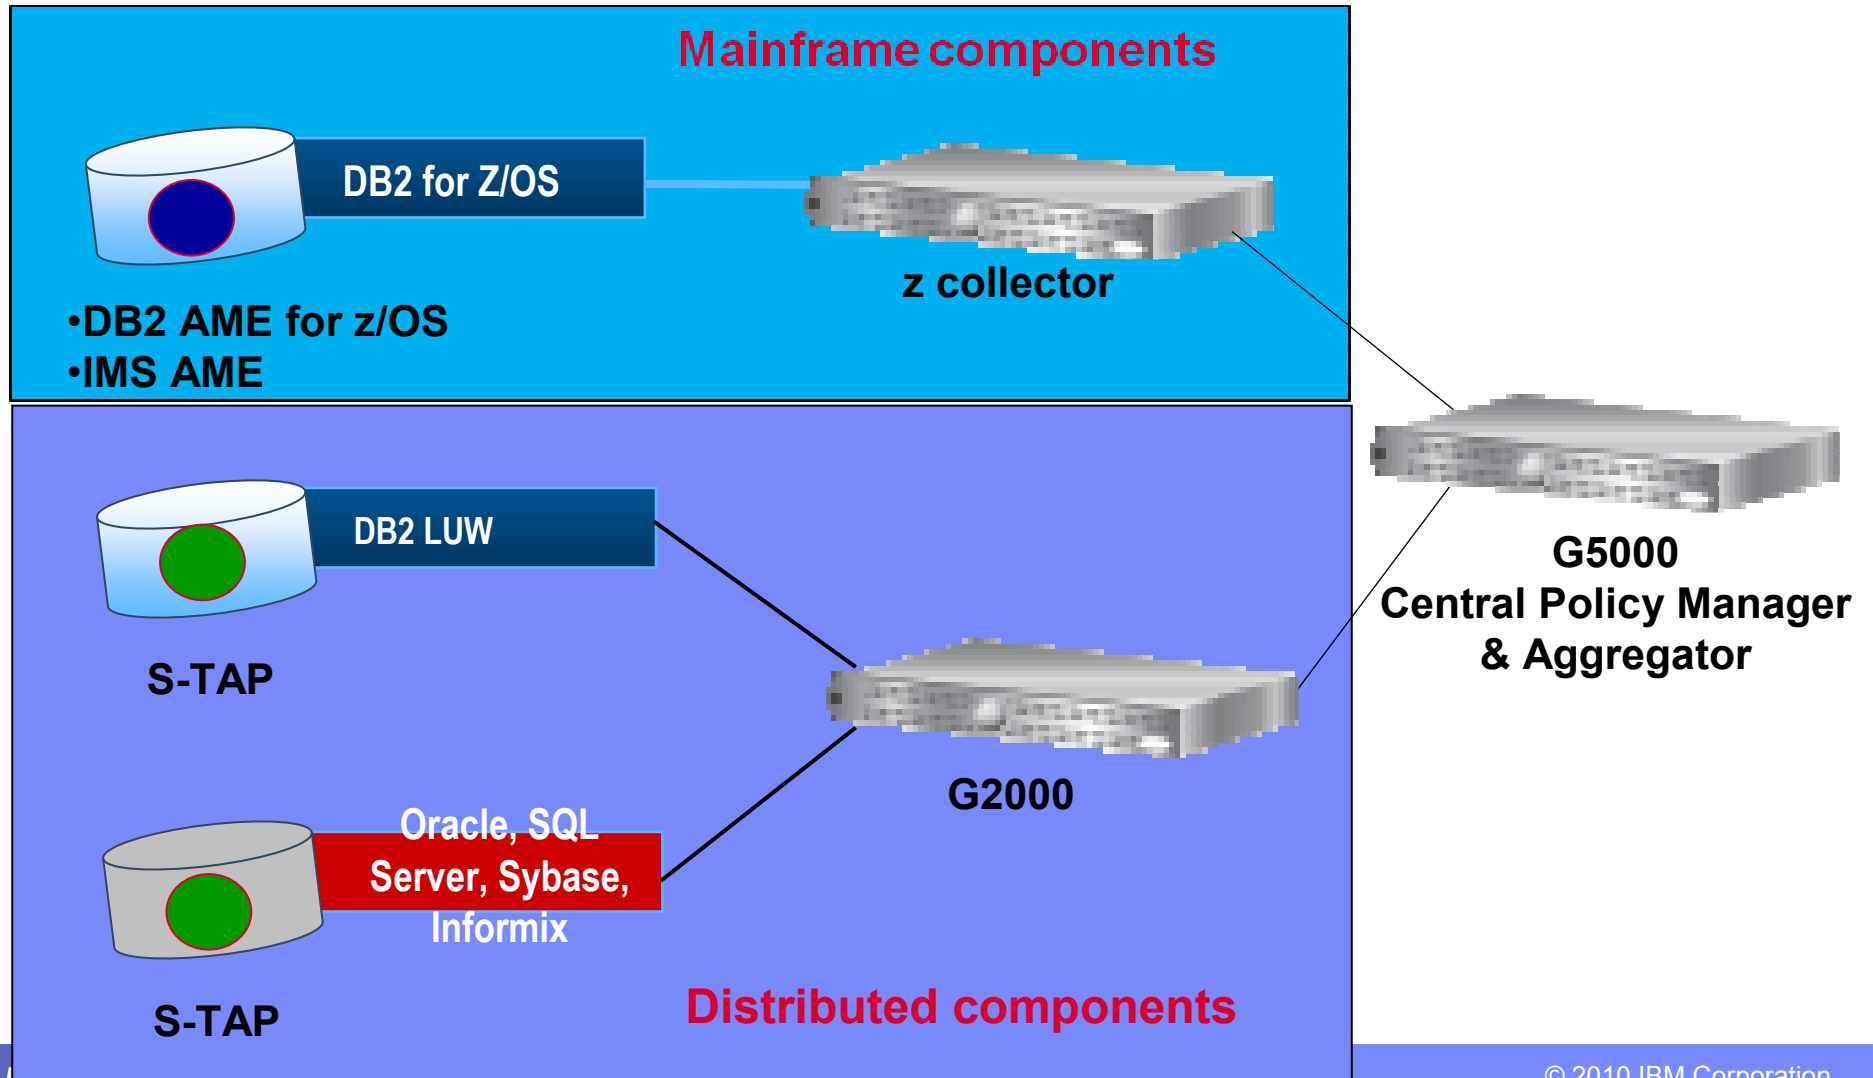 Mainframe components
DB2 for Z/OS
z collector
•DB2 AME for z/OS
•IMS AME
DB2 LUW
S-TAP
G5000
Central Policy Manager
& Aggregator
G2000
Oracle, SQL
Server, Sybase,
Informix
S-TAP
Distributed components
© 2010 IBM Corporation